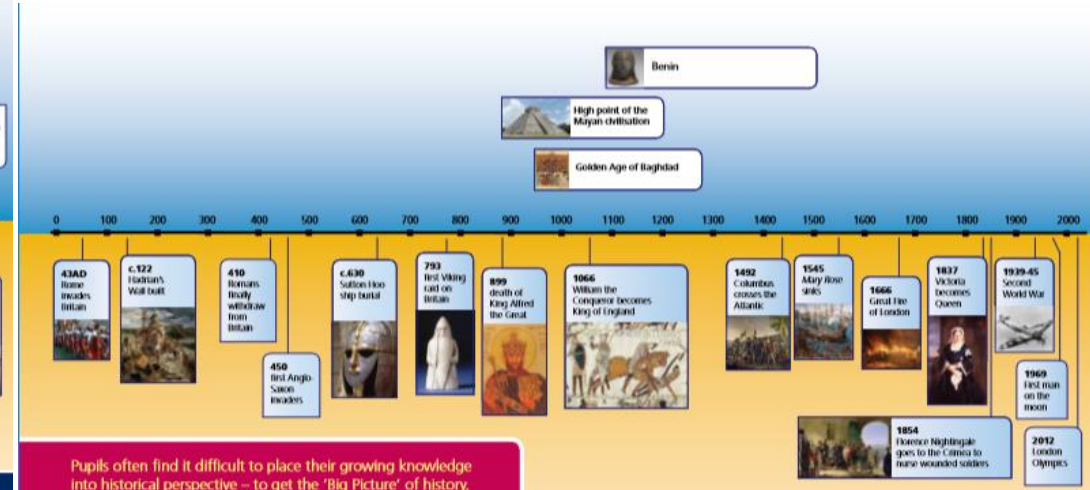 Benin
High point of the
Mayan civilisation
Golden Age of Baghdad
0 100 200 300 400 500 600 700 800 900 1000 1100 1200 1300 1400 1500 1600 1700 1800 1900 2000
43AD
Rome
invades
Britain
c.122
Hadrian's
Wall built
410
Romans
finally
withdraw
from
Britain
450
first Anglo-
Saxon
invaders
c.630
Sutton Hoo
ship burial
793
first Viking
raid on
Britain
899
death of
King Alfred
the Great
1066
William the
Conqueror becomes
King of England
1492
Columbus
crosses the
Atlantic
1545
Mary Rose
sinks
1666
Great Fire
of London
1837
Victoria
becomes
Queen
1939-45
Second
World War
1854
Florence Nightingale
goes to the Crimea to
nurse wounded soldiers
1969
First man
on the
moon
2012
London
Olympics
Pupils often find it difficult to place their growing knowledge
into historical perspective – to get the 'Big Picture' of history.